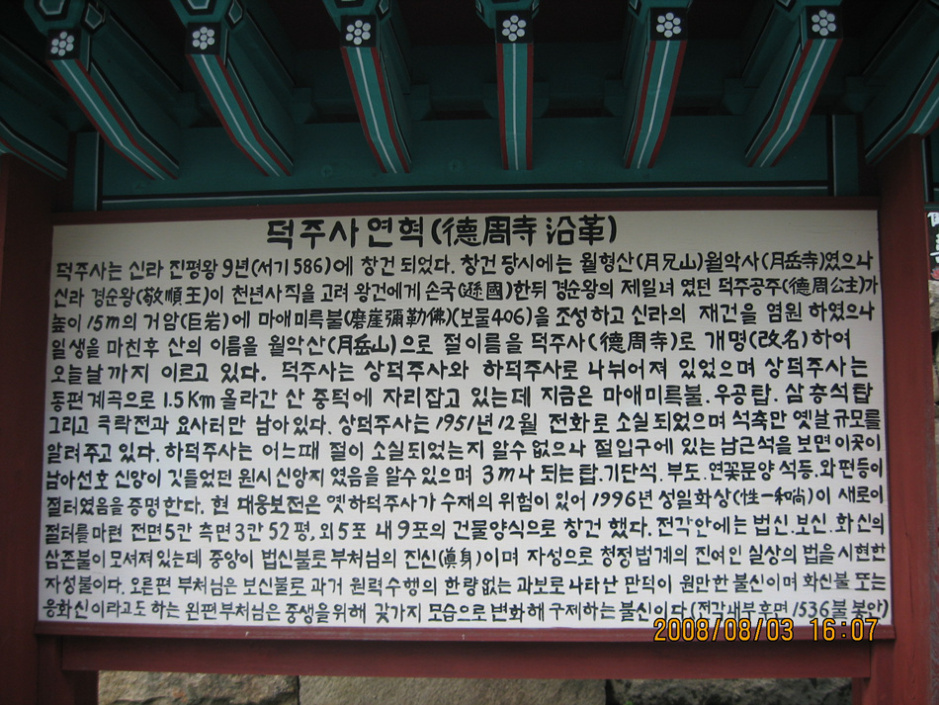 덕주사 연혁(德周寺 沿革)
덕주사는 신라 진평왕 9년(서기 586)에 창건 되었다. 창건 당시에는 월형산(月兄山)월악사(月岳寺)였으나
신라 경순왕(敬順王)이 천년사직을 고려 왕건에게 손국(遜國)한뒤 경순왕의 제일녀 였던 덕주공주(德周公主)가
높이 15m의 거암(巨岩)에 마애미륵불(磨崖彌勒佛)(보물406)을 조성하고 신라의 재건을 염원 하였으나
일생을 마친후 산의 이름을 월악산(月岳山)으로 절이름을 덕주사(德周寺)로 개명(改名)하여
오늘날까지 이르고 있다. 덕주사는 상덕주사와 하덕주사로 나뉘어져 있었으며 상덕주사는
동편계곡으로 1.5Km 올라간 산 중턱에 자리잡고 있는데 지금은 마애미륵불.우공탑.삼층석탑
그리고 극락전과 요사터만 남아있다. 상덕주사는 1951년 12월 전화로 소실되었으며 석축만 옛날 규모를
알려주고 있다. 하덕주사는 어느때 절이 소실되었는지 알수 없으나 절입구에 있는 남근석을 보면 이곳이
남아선호 신앙이 깃들었던 원시신앙지 였음을 알수있으며 3m나 되는 탑.기단석.부도.연꽃문양 석등.와편등이
절터였음을 증명한다. 현 대웅보전은 옛하덕주사가 수재의 위험이 있어 1996년 성일화상(性一和尙)이 새로이
절터를 마련 전면5칸 측면3칸 52평, 외5포 내9포의 건물양식으로 창건 했다. 전각안에는 법신.보신.화신의
삼존불이 모셔져있는데 중앙이 법신불로 부처님의 진신(眞身)이며 자성으로 청정법계의 진여인 실상의 법을 시현한
자성불이다. 오른편 부처님은 보신불로 과거 원력수행의 한량없는 과보로 나타난 만덕이 원만한 불신이며 화신불 또는
응화신이라고도 하는 왼편부처님은 중생을위해 갖가지 모습으로 변화해 구제하는 불신이다(전각내부후면 1536불 봉안)
2008/08/03 16:07